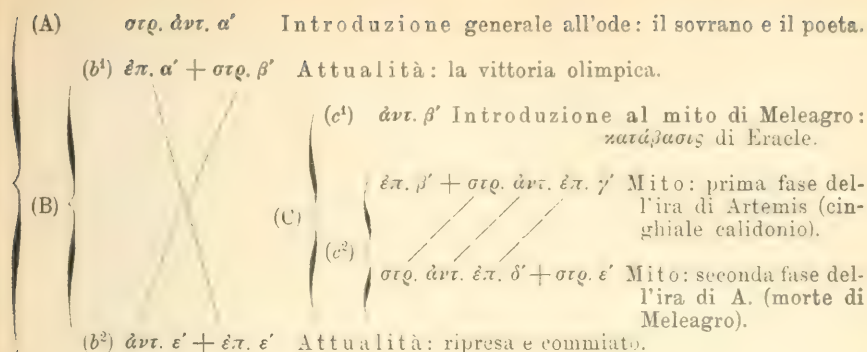 (A) στρ. ἀντ. α′ Introduzione generale all'ode: il sovrano e il poeta.
(b¹) ἐπ. α′ + στρ. β′ Attualità: la vittoria olimpica.
(c¹) ἀντ. β′ Introduzione al mito di Meleagro:
κατάβασις di Eracle.
ἐπ. β′ + στρ. ἀντ. ἐπ. γ′ Mito: prima fase del-
(B) l'ira di Artemis (cin-
(C) ghiale calidonio).
(c²)
στρ. ἀντ. ἐπ. δ′ + στρ. ε′ Mito: seconda fase del-
l'ira di A. (morte di
Meleagro).
(b²) ἀντ. ε′ + ἐπ. ε′ Attualità: ripresa e commiato.